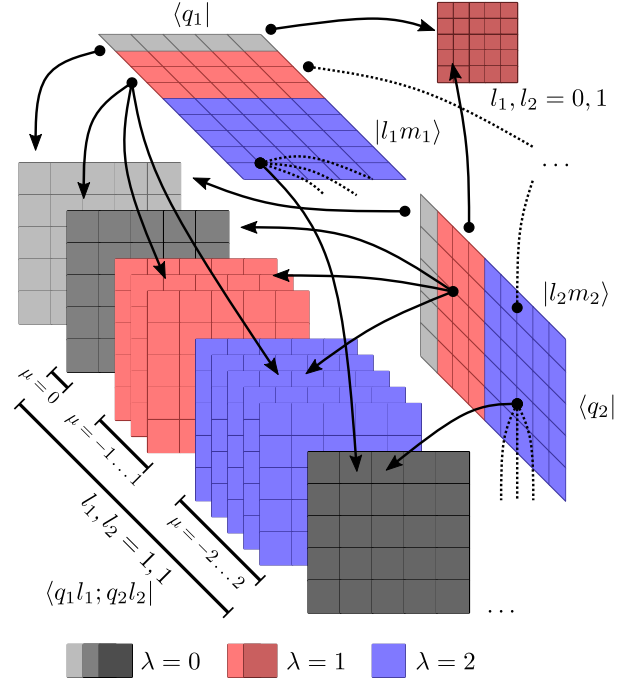 ⟨q₁|
l₁, l₂ = 0, 1
|l₁m₁⟩
...
|l₂m₂⟩
⟨q₂|
μ = 0
μ = −1...1
μ = −2...2
l₁, l₂ = 1, 1
⟨q₁l₁; q₂l₂|
...
λ = 0
λ = 1
λ = 2